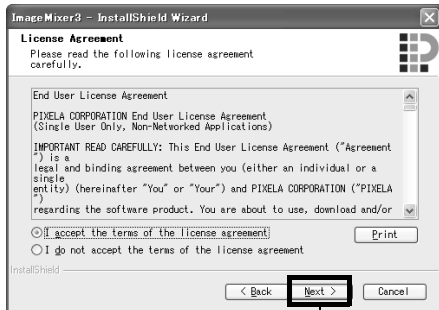 ImageMixer3 - InstallShield Wizard
License Agreement
Please read the following license agreement
carefully.
End User License Agreement
PIXELA CORPORATION End User License Agreement
(Single User Only, Non-Networked Applications)
IMPORTANT READ CAREFULLY: This End User License Agreement ("Agreement
") is a
legal and binding agreement between you (either an individual or a
single
entity) (hereinafter "You" or "Your") and PIXELA CORPORATION ("PIXELA
")
regarding the software product. You are about to use, download and/or
I accept the terms of the license agreement
Print
I do not accept the terms of the license agreement
InstallShield
< Back
Next >
Cancel